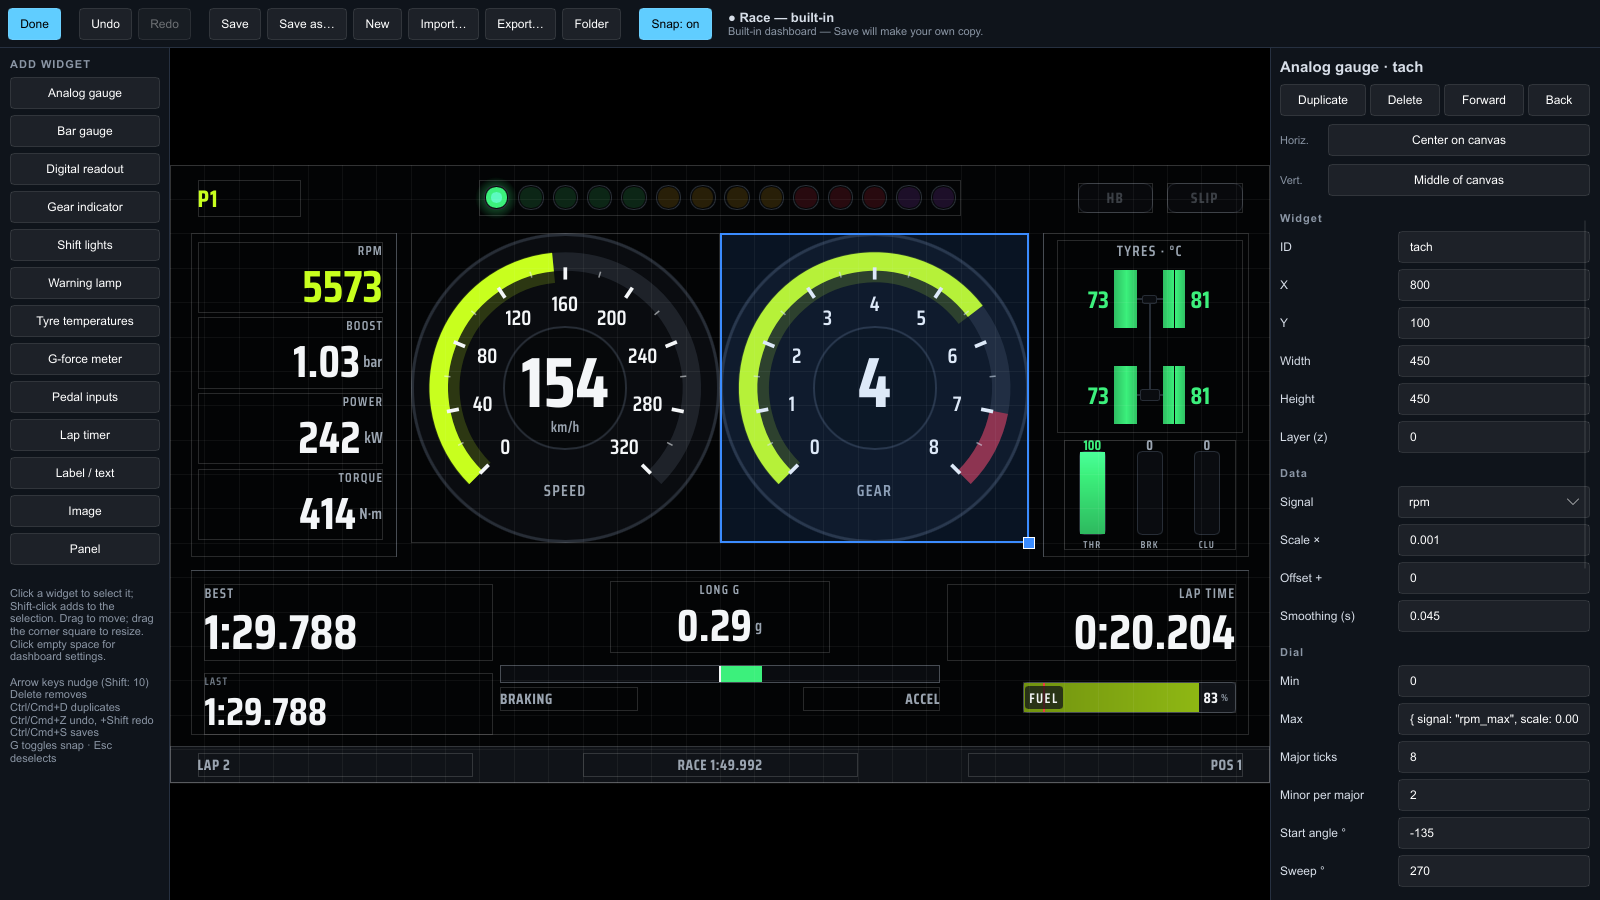 Done Undo Redo Save Save as… New Import… Export… Folder Snap: on
● Race — built-in
Built-in dashboard — Save will make your own copy.
ADD WIDGET
Analog gauge
Bar gauge
Digital readout
Gear indicator
Shift lights
Warning lamp
Tyre temperatures
G-force meter
Pedal inputs
Lap timer
Label / text
Image
Panel
Click a widget to select it;
Shift-click adds to the
selection. Drag to move; drag
the corner square to resize.
Click empty space for
dashboard settings.
Arrow keys nudge (Shift: 10)
Delete removes
Ctrl/Cmd+D duplicates
Ctrl/Cmd+Z undo, +Shift redo
Ctrl/Cmd+S saves
G toggles snap · Esc
deselects
P1
HB SLIP
RPM
5573
BOOST
1.03 bar
POWER
242 kW
TORQUE
414 N·m
0 40 80 120 160 200 240 280 320
154
km/h
SPEED
0 1 2 3 4 5 6 7 8
4
GEAR
TYRES · °C
73 81
73 81
100 0 0
THR BRK CLU
BEST
1:29.788
LAST
1:29.788
LONG G
0.29 g
BRAKING ACCEL
LAP TIME
0:20.204
FUEL 83 %
LAP 2 RACE 1:49.992 POS 1
Analog gauge · tach
Duplicate Delete Forward Back
Horiz. Center on canvas
Vert. Middle of canvas
Widget
ID tach
X 800
Y 100
Width 450
Height 450
Layer (z) 0
Data
Signal rpm
Scale × 0.001
Offset + 0
Smoothing (s) 0.045
Dial
Min 0
Max { signal: "rpm_max", scale: 0.00
Major ticks 8
Minor per major 2
Start angle ° -135
Sweep ° 270